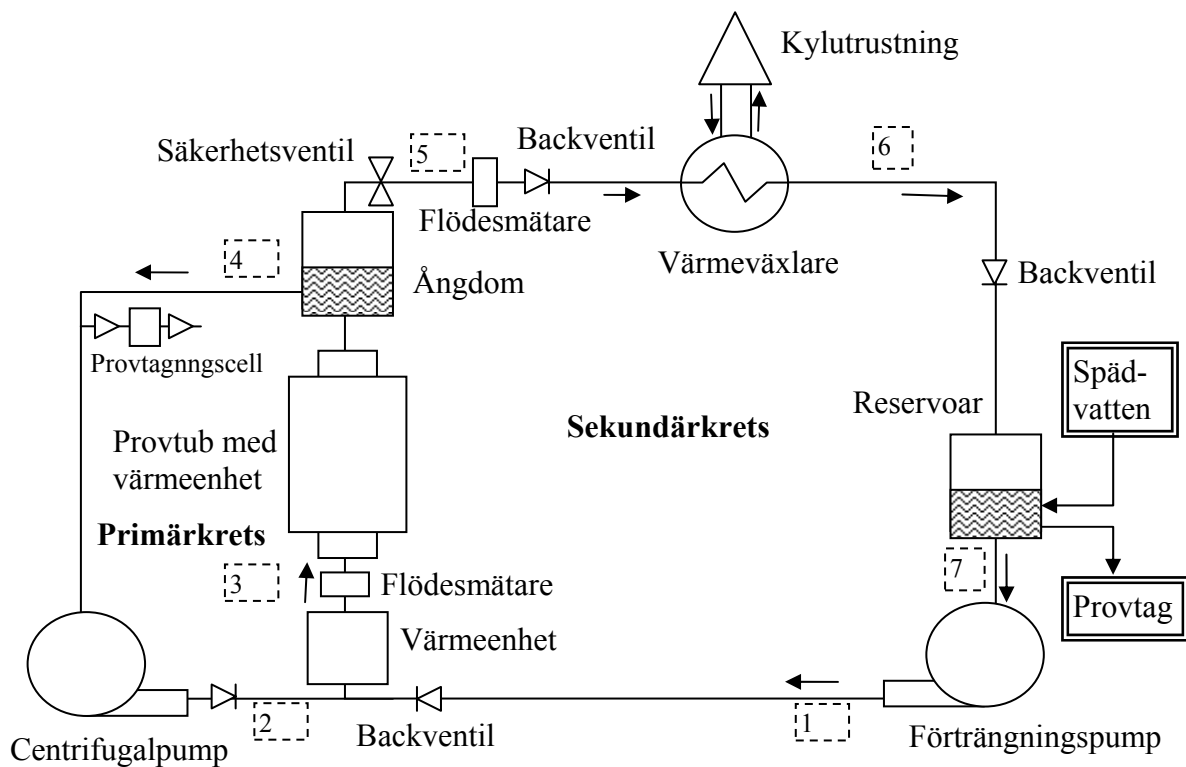 Kylutrustning
Säkerhetsventil
5
Backventil
6
Flödesmätare
Värmeväxlare
4
Ångdom
Backventil
Provtagnngscell
Späd-
vatten
Reservoar
Sekundärkrets
Provtub med
värmeenhet
Primärkrets
3
Flödesmätare
7
Provtag
Värmeenhet
2
Backventil
1
Centrifugalpump
Förträngningspump